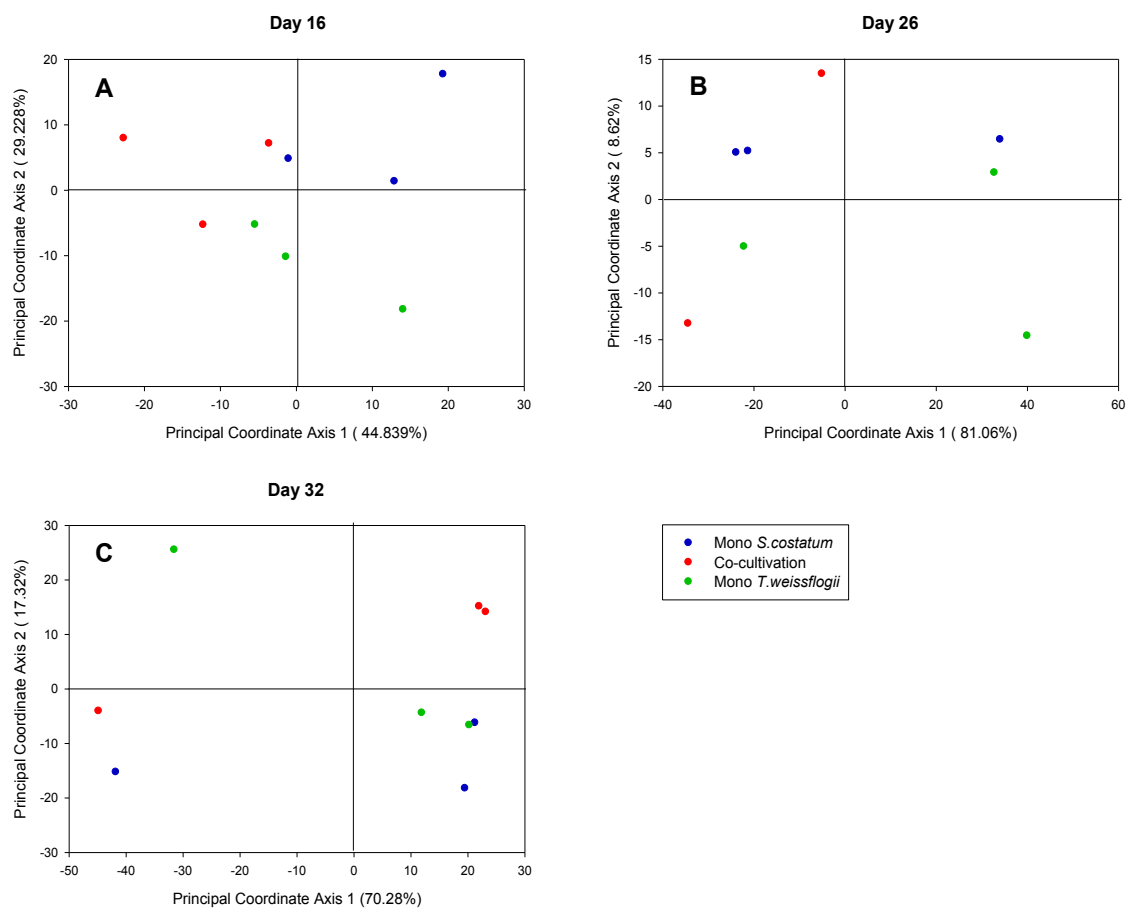 Day 16
A
20
10
0
-10
-20
-30
-30
-20
-10
0
10
20
30
Principal Coordinate Axis 2 ( 29.228%)
Principal Coordinate Axis 1 ( 44.839%)
Day 26
B
15
10
5
0
-5
-10
-15
-20
-40
-20
0
20
40
60
Principal Coordinate Axis 2 ( 8.62%)
Principal Coordinate Axis 1 ( 81.06%)
Day 32
C
30
20
10
0
-10
-20
-30
-50
-40
-30
-20
-10
0
10
20
30
Principal Coordinate Axis 2 ( 17.32%)
Principal Coordinate Axis 1 (70.28%)
Mono S.costatum
Co-cultivation
Mono T.weissflogii